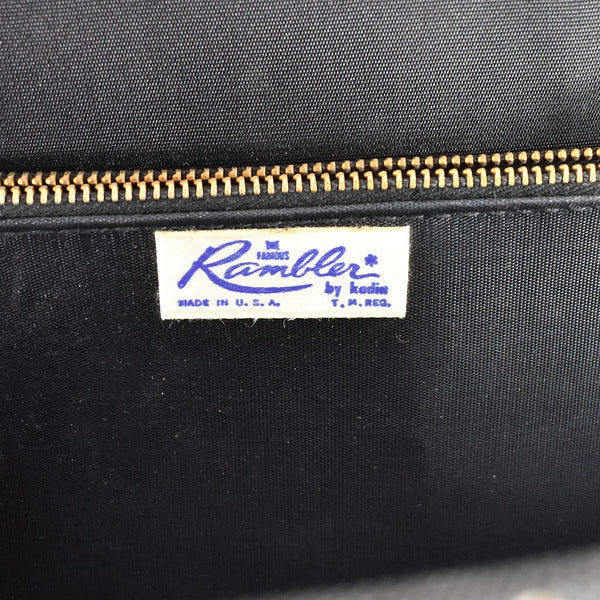 THE
FAMOUS
Rambler*
by kadin
MADE IN U.S.A. T.M. REG.